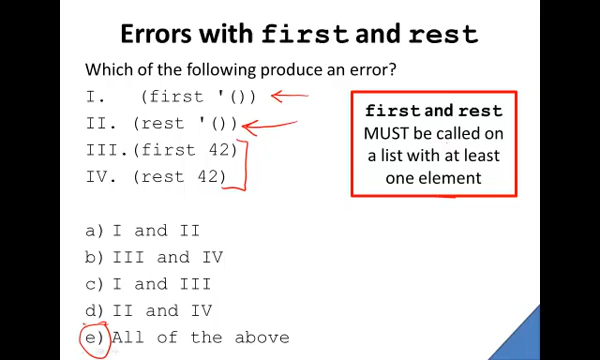 Errors with first and rest
Which of the following produce an error?
I. (first '())
II. (rest '())
III.(first 42)
IV. (rest 42)
first and rest
MUST be called on
a list with at least
one element
a) I and II
b) III and IV
c) I and III
d) II and IV
e) All of the above